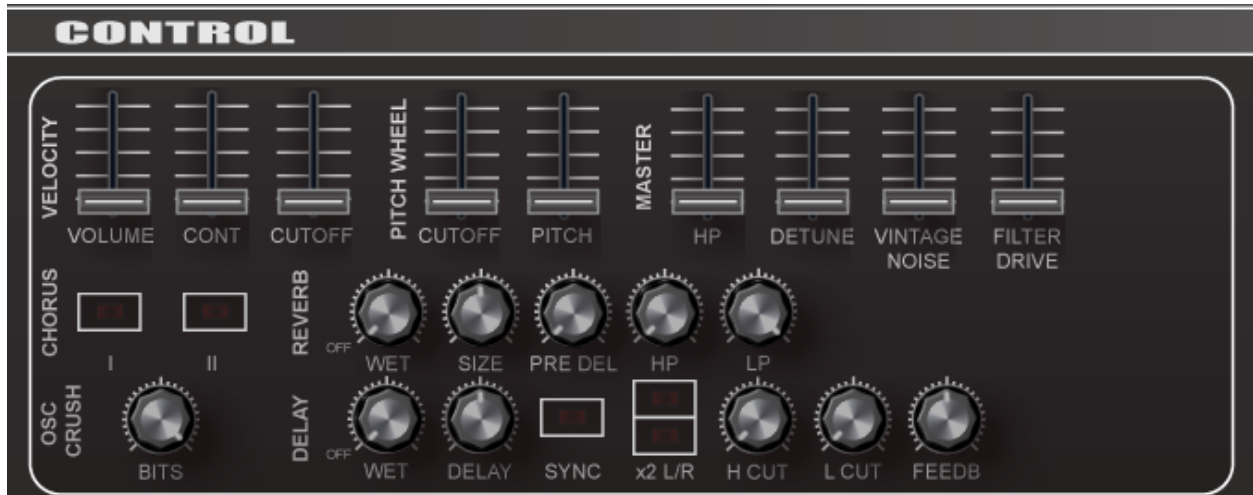 CONTROL
VELOCITY
VOLUME CONT CUTOFF
PITCH WHEEL
CUTOFF PITCH
MASTER
HP DETUNE VINTAGE NOISE FILTER DRIVE
CHORUS
I II
REVERB
OFF WET SIZE PRE DEL HP LP
OSC
CRUSH
BITS
DELAY
OFF WET DELAY SYNC x2 L/R H CUT L CUT FEEDB